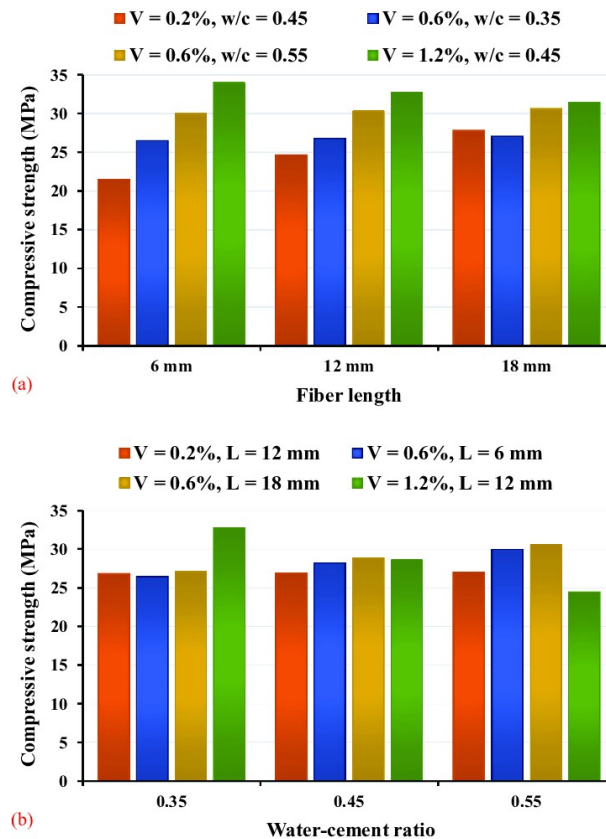 V = 0.2%, w/c = 0.45 V = 0.6%, w/c = 0.35
V = 0.6%, w/c = 0.55 V = 1.2%, w/c = 0.45
Compressive strength (MPa)
35
30
25
20
15
10
5
0
6 mm 12 mm 18 mm
(a)
Fiber length
V = 0.2%, L = 12 mm V = 0.6%, L = 6 mm
V = 0.6%, L = 18 mm V = 1.2%, L = 12 mm
Compressive strength (MPa)
35
30
25
20
15
10
5
0
0.35 0.45 0.55
(b)
Water-cement ratio